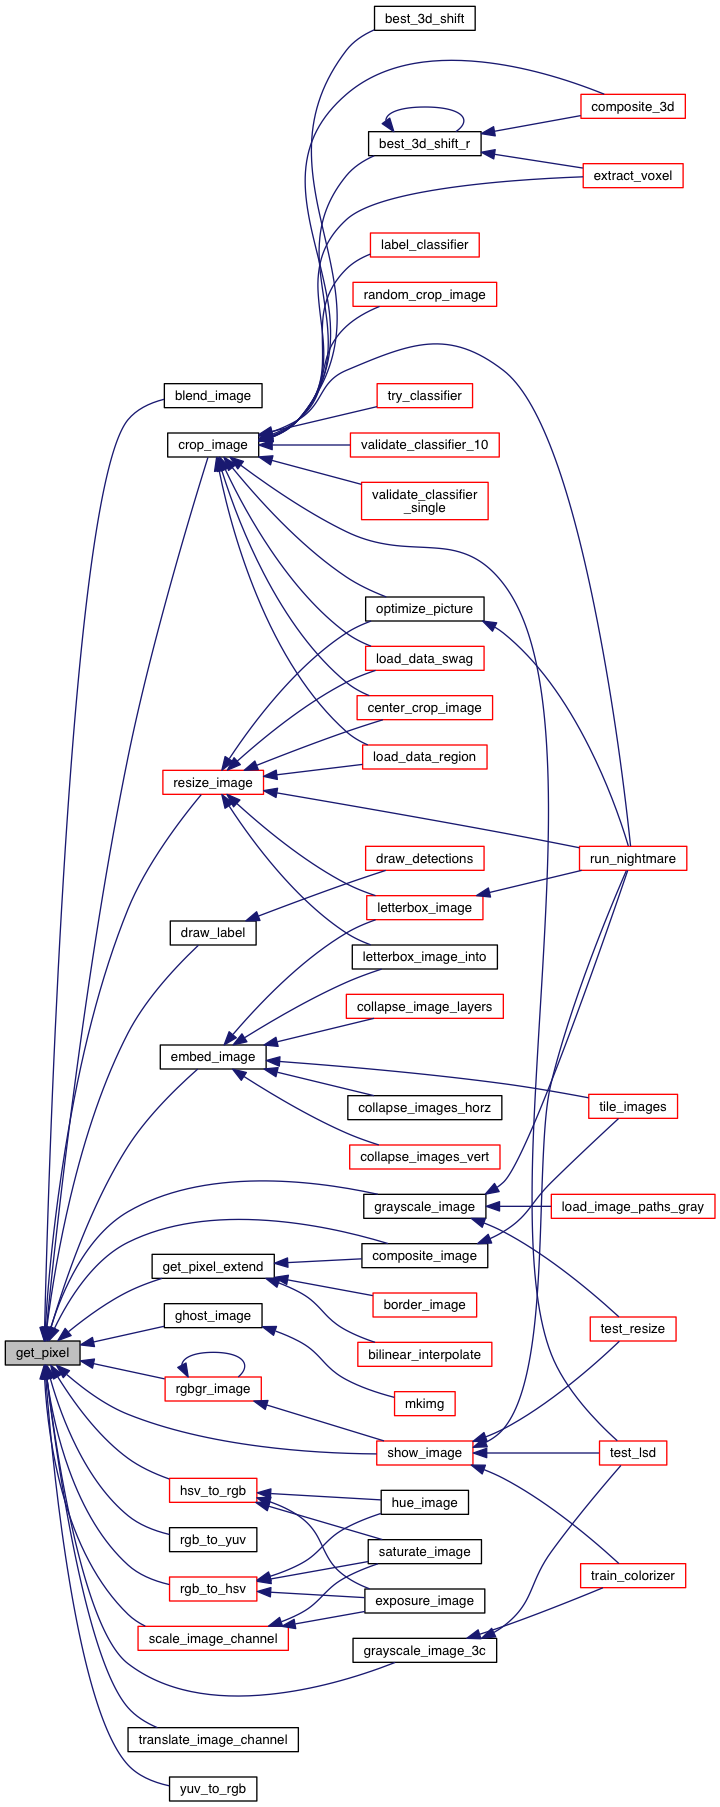 best_3d_shift
composite_3d
best_3d_shift_r
extract_voxel
label_classifier
random_crop_image
blend_image
try_classifier
crop_image
validate_classifier_10
validate_classifier
_single
optimize_picture
load_data_swag
center_crop_image
load_data_region
resize_image
draw_detections
run_nightmare
letterbox_image
draw_label
letterbox_image_into
collapse_image_layers
embed_image
collapse_images_horz
tile_images
collapse_images_vert
grayscale_image
load_image_paths_gray
composite_image
get_pixel_extend
border_image
ghost_image
test_resize
get_pixel
bilinear_interpolate
rgbgr_image
mkimg
show_image
test_lsd
hsv_to_rgb
hue_image
rgb_to_yuv
saturate_image
rgb_to_hsv
train_colorizer
exposure_image
scale_image_channel
grayscale_image_3c
translate_image_channel
yuv_to_rgb